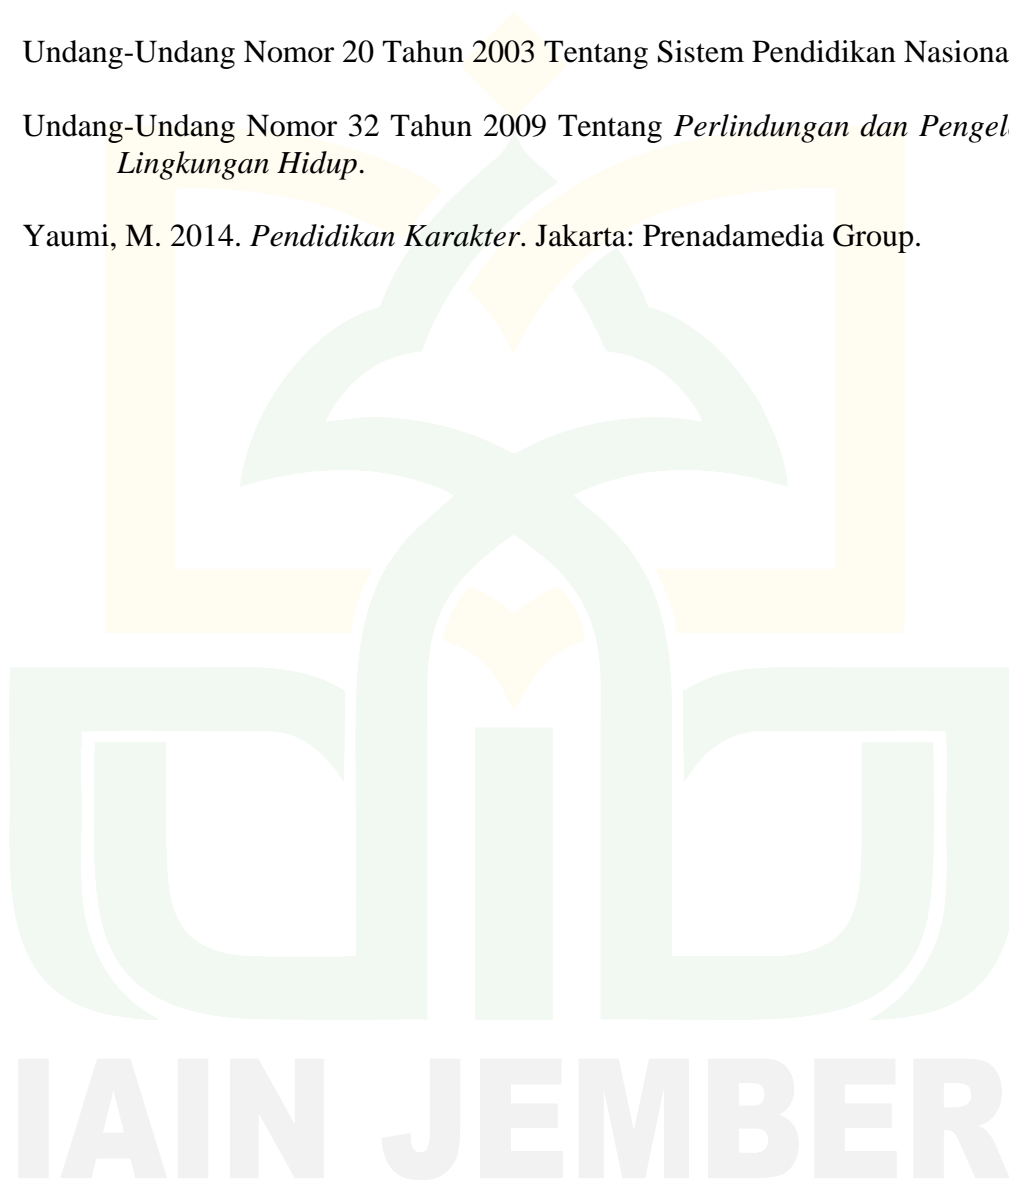 Undang-Undang Nomor 20 Tahun 2003 Tentang Sistem Pendidikan Nasiona
Undang-Undang Nomor 32 Tahun 2009 Tentang Perlindungan dan Pengel
Lingkungan Hidup.
Yaumi, M. 2014. Pendidikan Karakter. Jakarta: Prenadamedia Group.
IAIN JEMBER